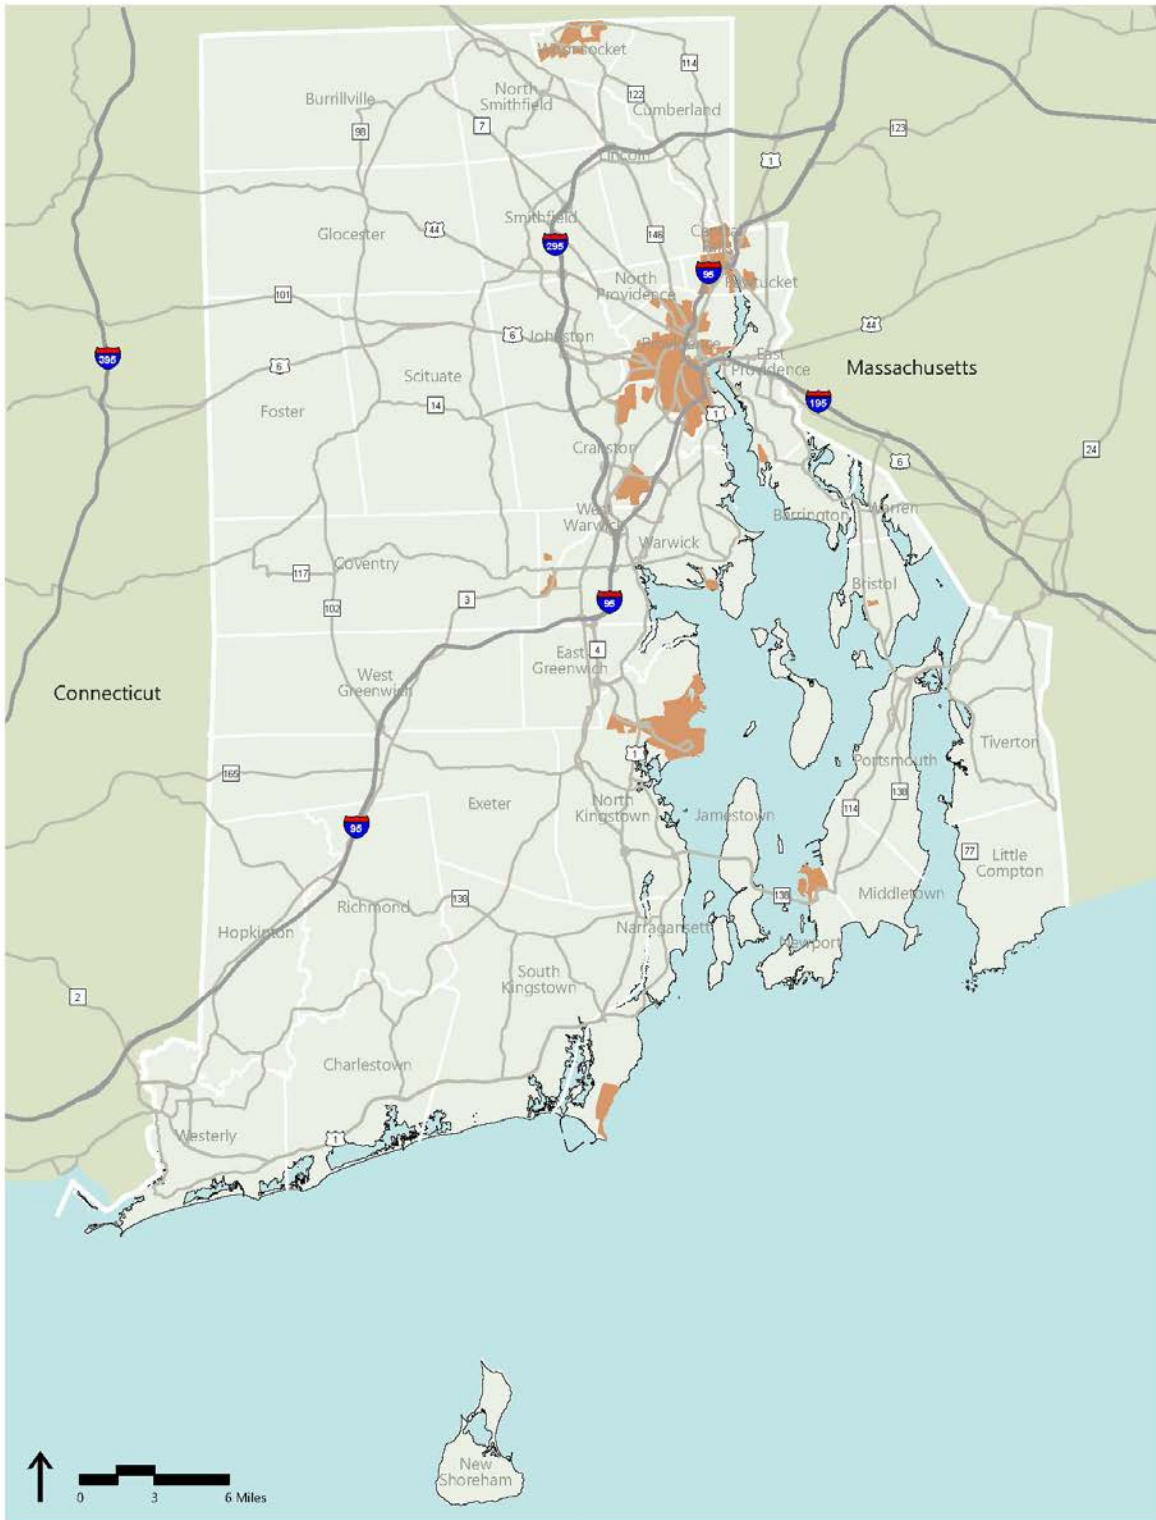 Woonsocket
114
North
Smithfield
Burrillville
122
Cumberland
7
123
98
1
Lincoln
Smithfield
44
146
Central
Falls
Glocester
295
95
North
Providence
Pawtucket
101
44
6
Johnston
Providence
395
6
East
Providence
Massachusetts
Scituate
195
14
Foster
1
Cranston
24
6
West
Warwick
Barrington
Warren
Warwick
Coventry
117
Bristol
3
95
102
4
East
Greenwich
West
Greenwich
Connecticut
Tiverton
1
Portsmouth
165
138
Exeter
North
Kingstown
Jamestown
114
95
77
Little
Compton
138
138
Middletown
Richmond
Hopkinton
Narragansett
Newport
South
Kingstown
2
Charlestown
Westerly
1
New
Shoreham
0 3 6 Miles